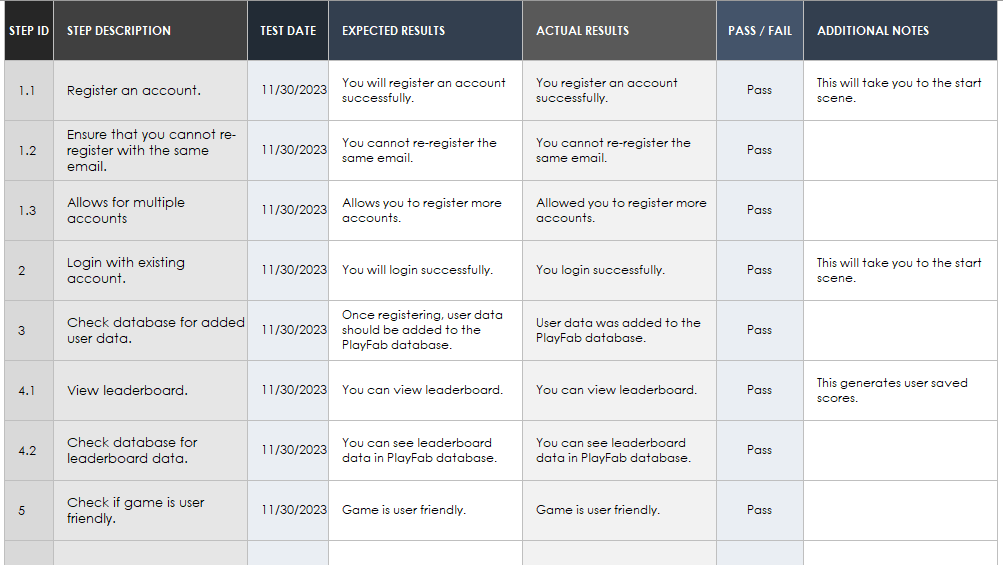 STEP ID STEP DESCRIPTION TEST DATE EXPECTED RESULTS ACTUAL RESULTS PASS / FAIL ADDITIONAL NOTES
1.1
Register an account.
11/30/2023
You will register an account
successfully.
You register an account
successfully.
Pass
This will take you to the start
scene.
1.2
Ensure that you cannot re-
register with the same
email.
11/30/2023
You cannot re-register the
same email.
You cannot re-register the
same email.
Pass
1.3
Allows for multiple
accounts
11/30/2023
Allows you to register more
accounts.
Allowed you to register more
accounts.
Pass
2
Login with existing
account.
11/30/2023
You will login successfully.
You login successfully.
Pass
This will take you to the start
scene.
3
Check database for added
user data.
11/30/2023
Once registering, user data
should be added to the
PlayFab database.
User data was added to the
PlayFab database.
Pass
4.1
View leaderboard.
11/30/2023
You can view leaderboard.
You can view leaderboard.
Pass
This generates user saved
scores.
4.2
Check database for
leaderboard data.
11/30/2023
You can see leaderboard
data in PlayFab database.
You can see leaderboard
data in PlayFab database.
Pass
5
Check if game is user
friendly.
11/30/2023
Game is user friendly.
Game is user friendly.
Pass